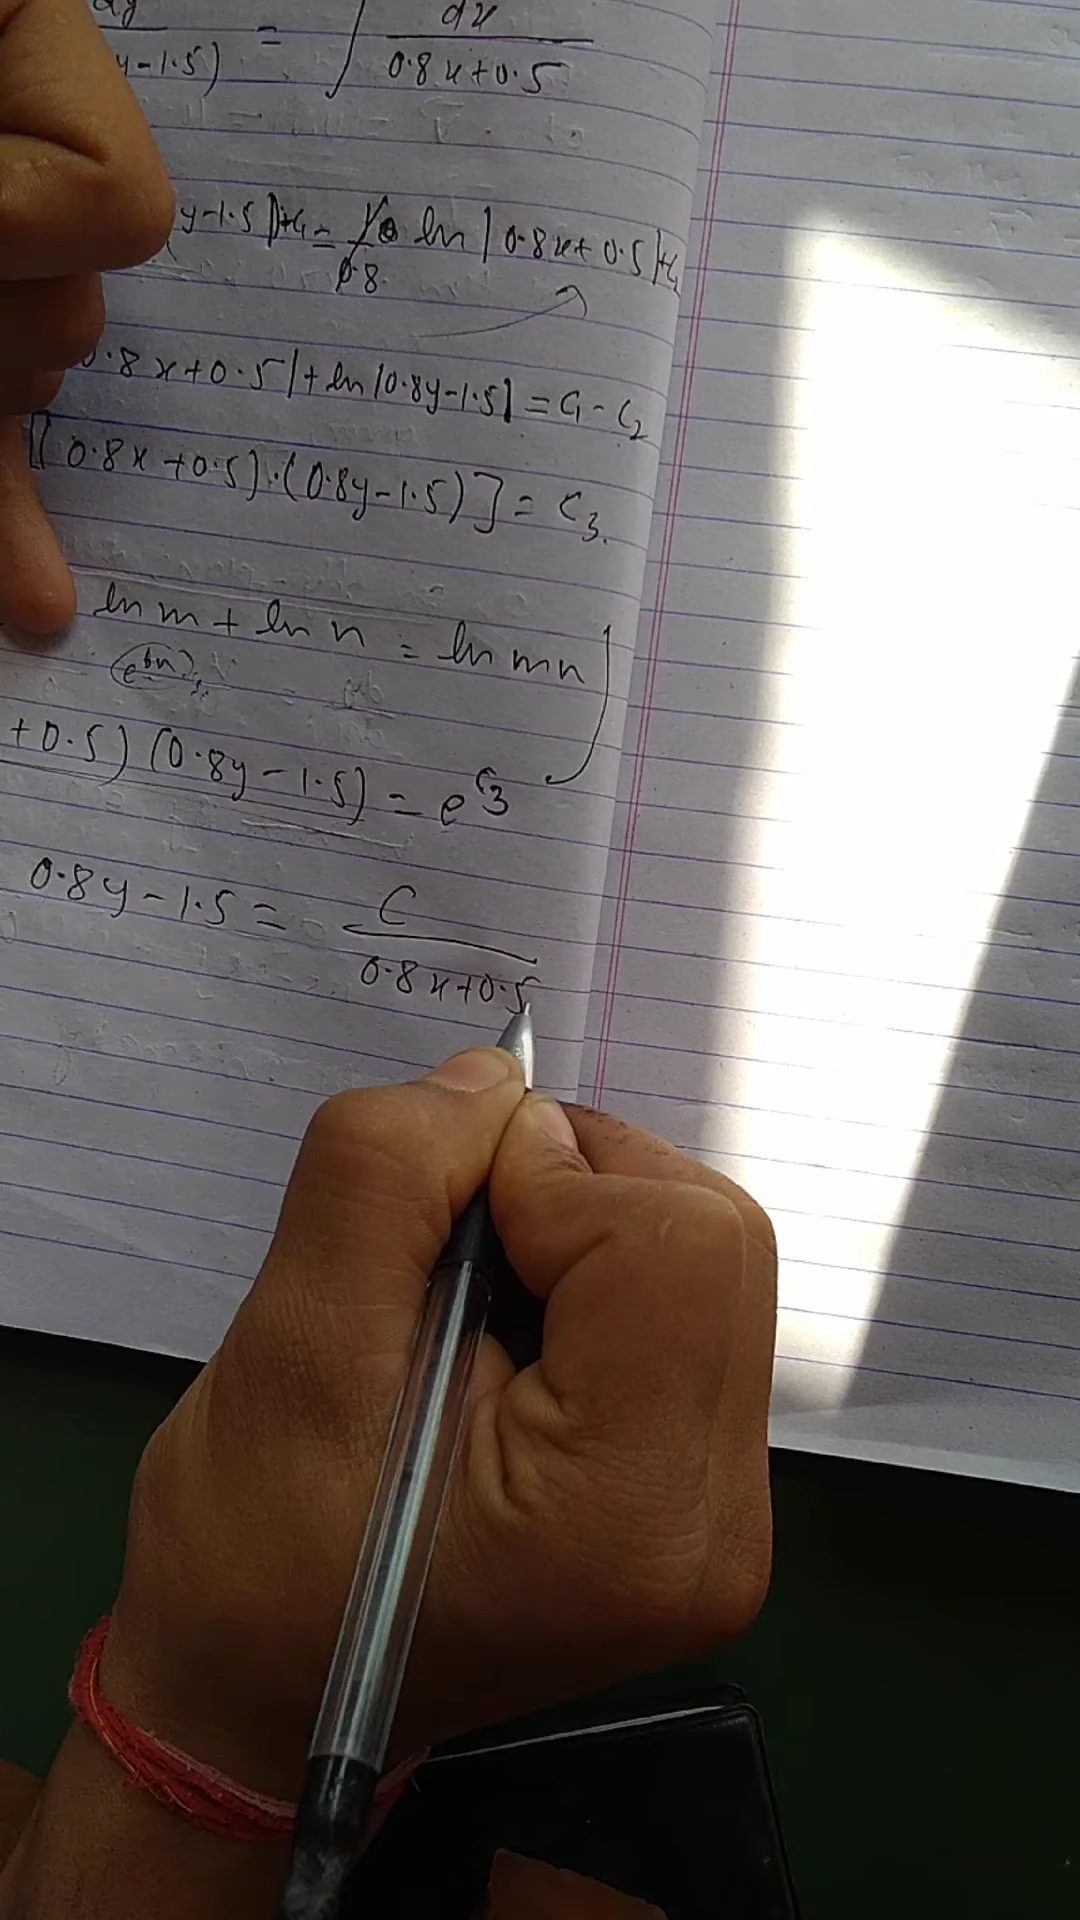 dy / y-1.5) = ∫ dx / 0.8x+0.5
y-1.5|)+C₁ = 1/0.8 ln |0.8x+0.5|+C₂
0.8x+0.5|+ln|0.8y-1.5| = C₁-C₂
[(0.8x+0.5).(0.8y-1.5)] = C₃.
ln m + ln n = ln mn
+0.5) (0.8y-1.5) = e^C₃
0.8y-1.5 = C / 0.8x+0.5